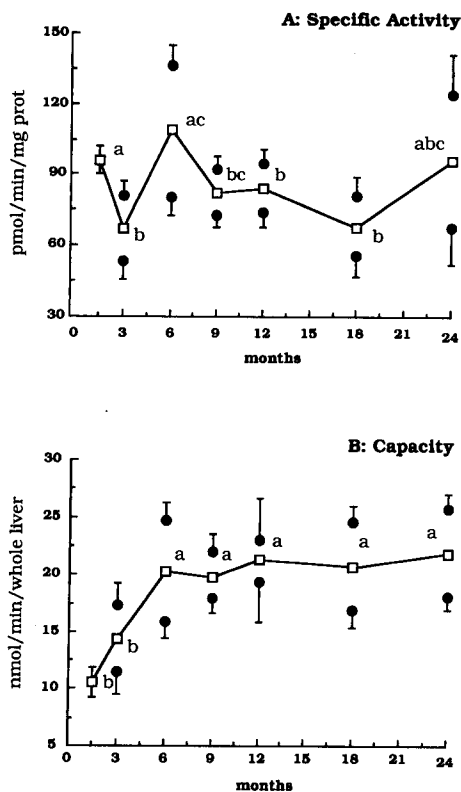 A: Specific Activity
pmol/min/mg prot
150
120
90
60
30
a
b
ac
bc
b
b
abc
0 3 6 9 12 15 18 21 24
months
B: Capacity
nmol/min/whole liver
30
25
20
15
10
5
b
b
a
a
a
a
a
0 3 6 9 12 15 18 21 24
months